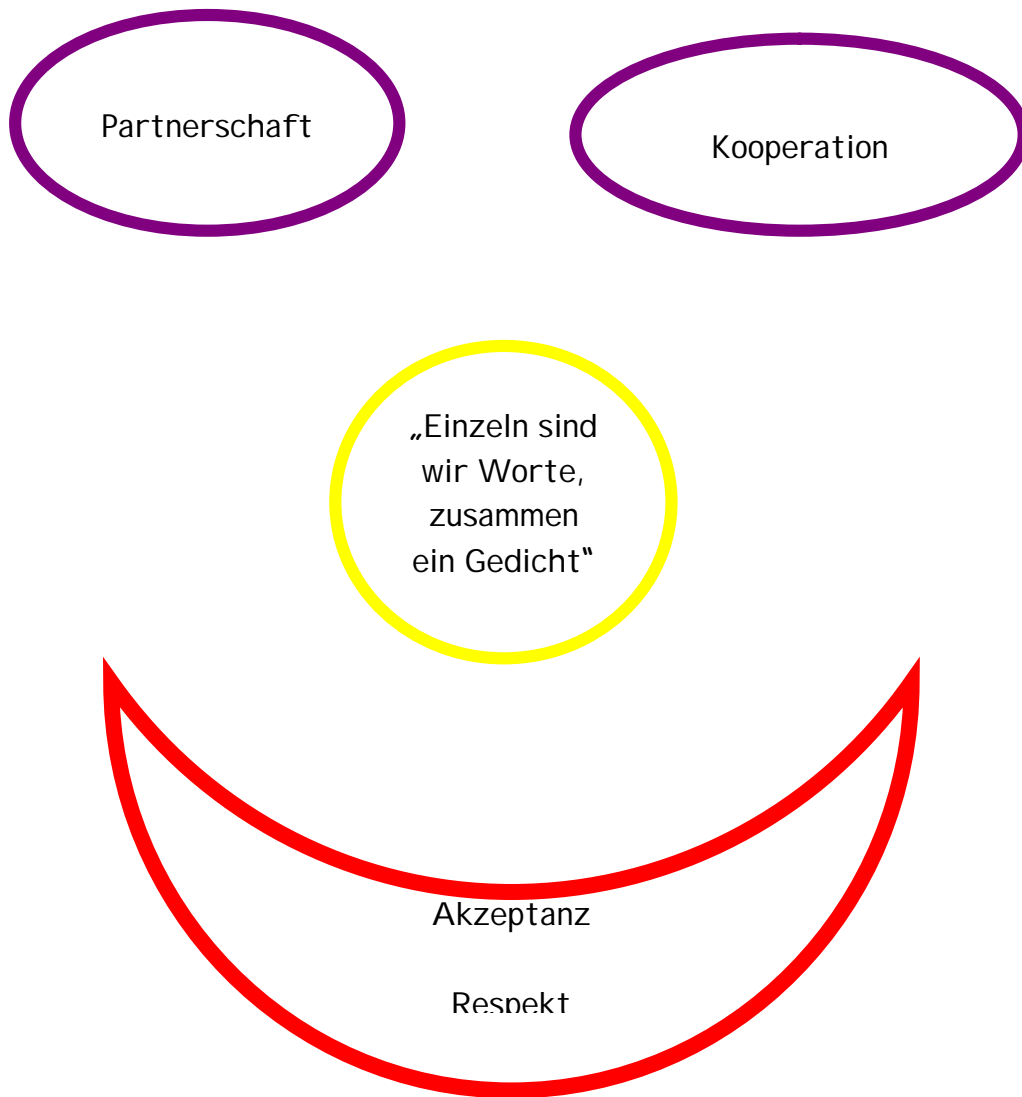 Partnerschaft
Kooperation
„Einzeln sind
wir Worte,
zusammen
ein Gedicht“
Akzeptanz
Respekt